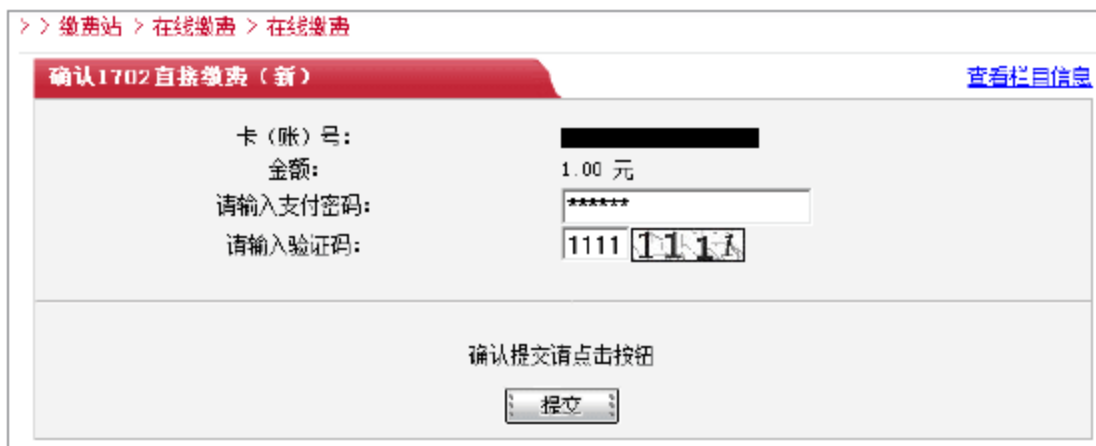 > > 缴费站 > 在线缴费 > 在线缴费
确认1702直接缴费（新）
查看栏目信息
卡（账）号：
金额： 1.00 元
请输入支付密码： ******
请输入验证码： 1111 1111
确认提交请点击按钮
提交